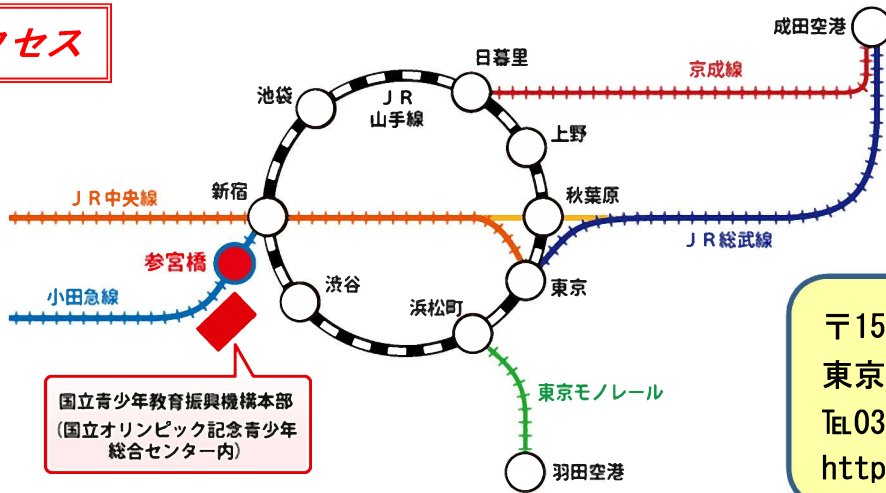 クセス
成田空港
日暮里
京成線
池袋
ＪＲ
山手線
上野
ＪＲ中央線
新宿
秋葉原
ＪＲ総武線
参宮橋
小田急線
渋谷
東京
浜松町
東京モノレール
国立青少年教育振興機構本部
(国立オリンピック記念青少年
総合センター内)
羽田空港
〒15
東京
℡03
http